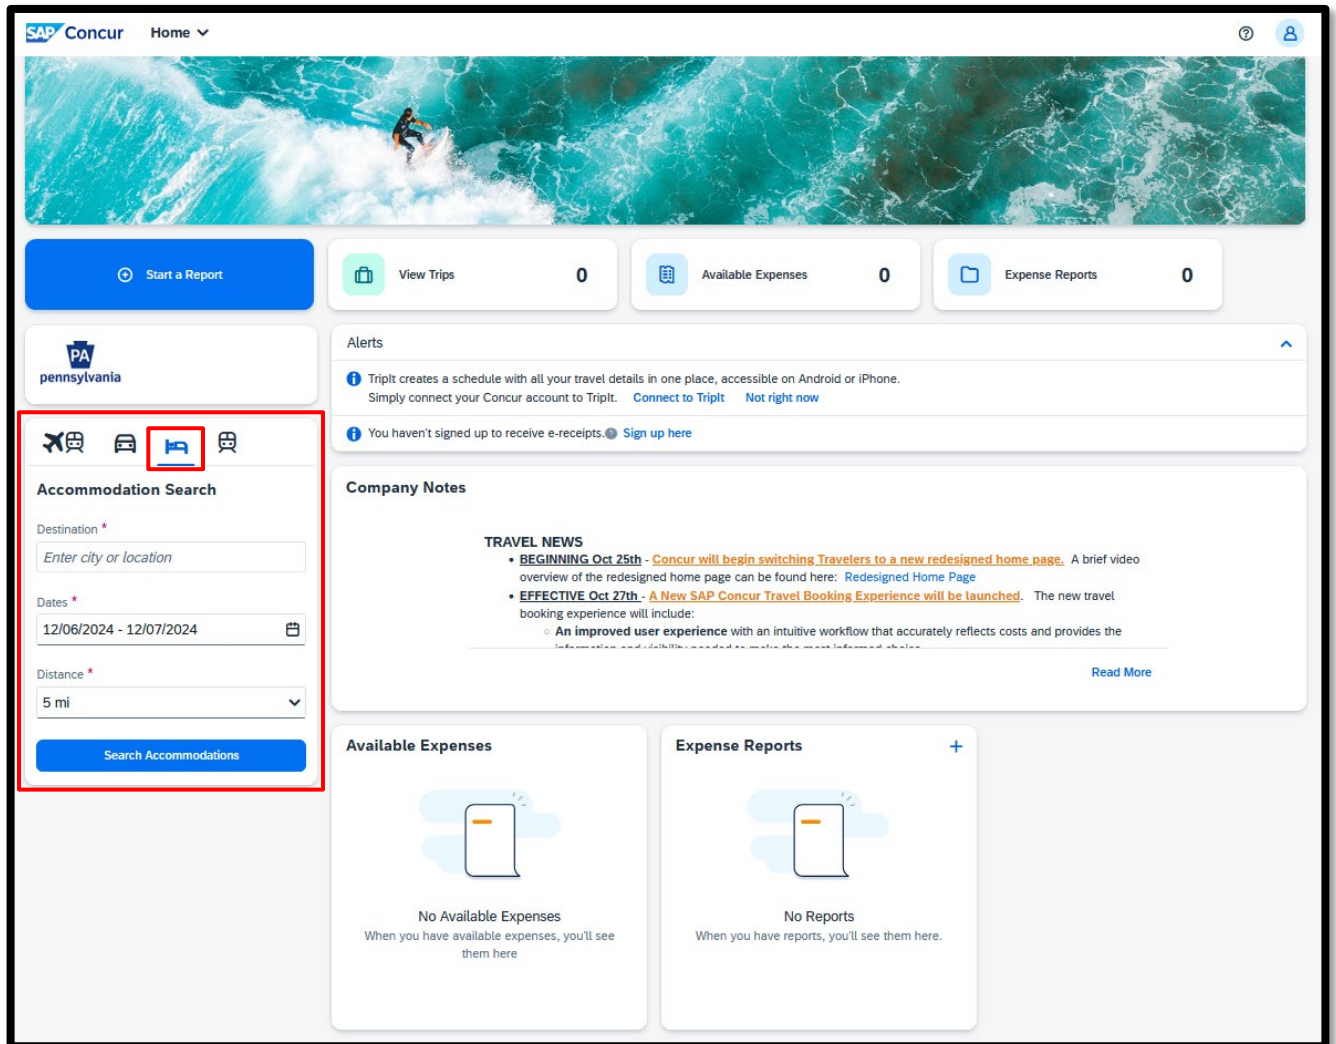 SAP Concur Home
Start a Report
View Trips 0
Available Expenses 0
Expense Reports 0
PA
pennsylvania
Accommodation Search
Destination *
Enter city or location
Dates *
12/06/2024 - 12/07/2024
Distance *
5 mi
Search Accommodations
Alerts
TripIt creates a schedule with all your travel details in one place, accessible on Android or iPhone.
Simply connect your Concur account to TripIt. Connect to TripIt Not right now
You haven't signed up to receive e-receipts. Sign up here
Company Notes
TRAVEL NEWS
• BEGINNING Oct 25th - Concur will begin switching Travelers to a new redesigned home page. A brief video
overview of the redesigned home page can be found here: Redesigned Home Page
• EFFECTIVE Oct 27th - A New SAP Concur Travel Booking Experience will be launched. The new travel
booking experience will include:
○ An improved user experience with an intuitive workflow that accurately reflects costs and provides the
Read More
Available Expenses
No Available Expenses
When you have available expenses, you'll see
them here
Expense Reports +
No Reports
When you have reports, you'll see them here.